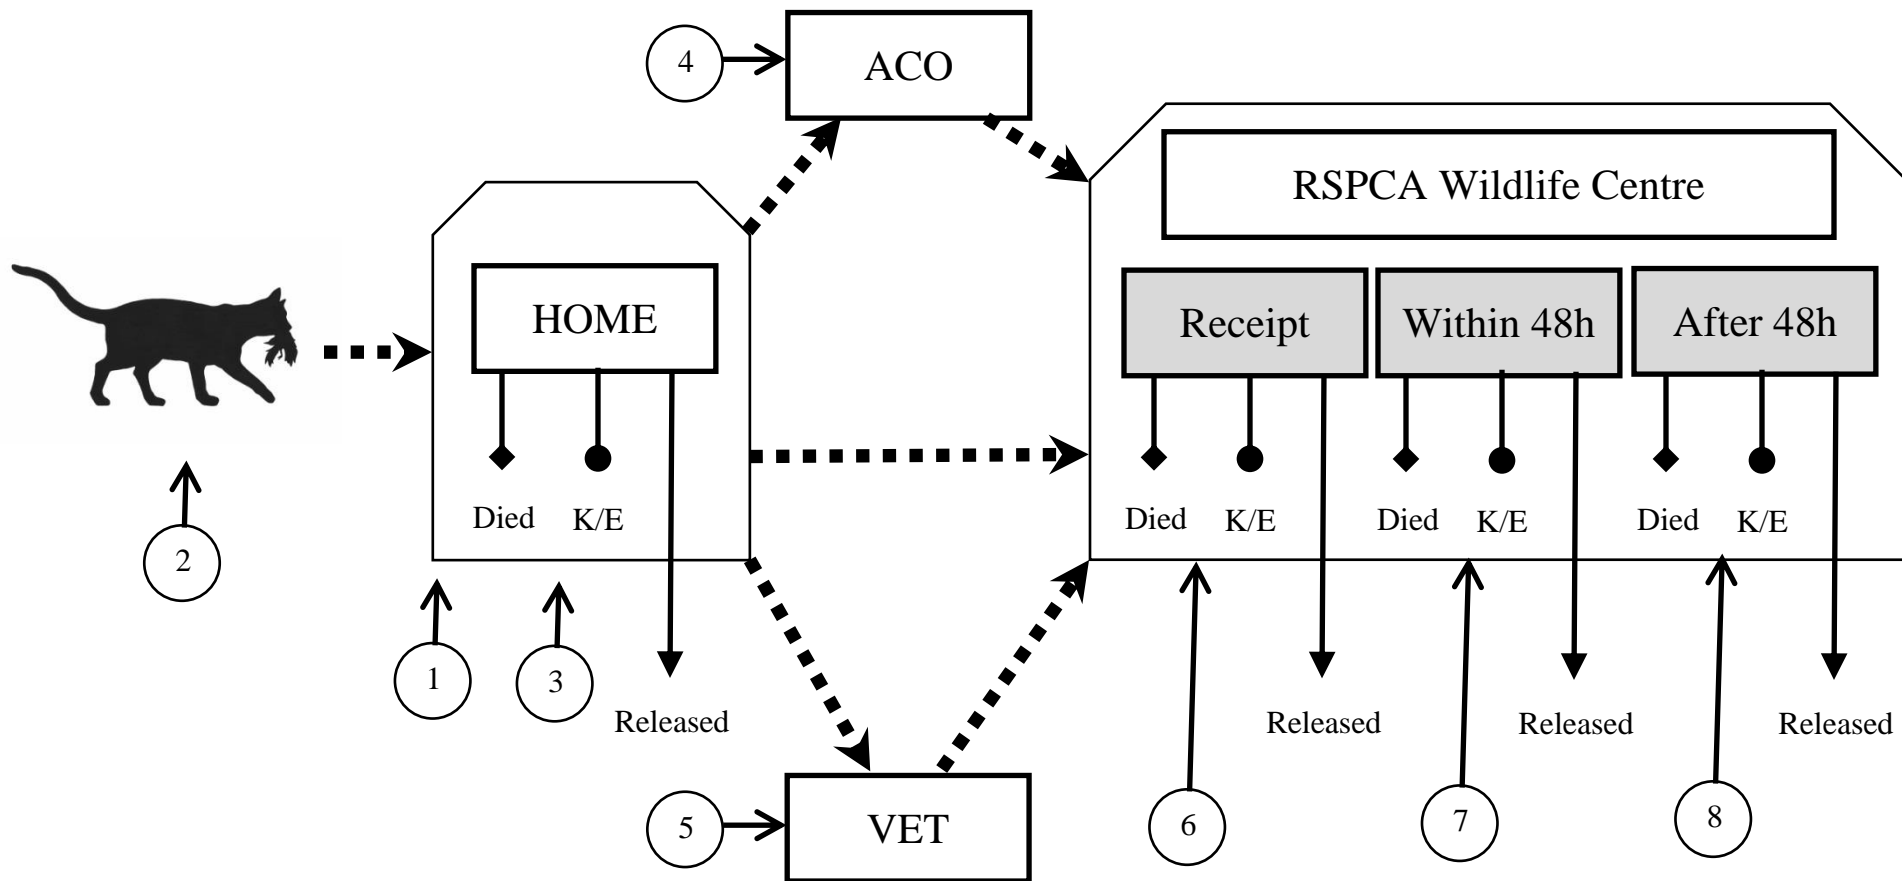 4
ACO
RSPCA Wildlife Centre
HOME
Receipt
Within 48h
After 48h
Died
K/E
Died
K/E
Died
K/E
Died
K/E
2
1
3
Released
Released
Released
Released
5
VET
6
7
8